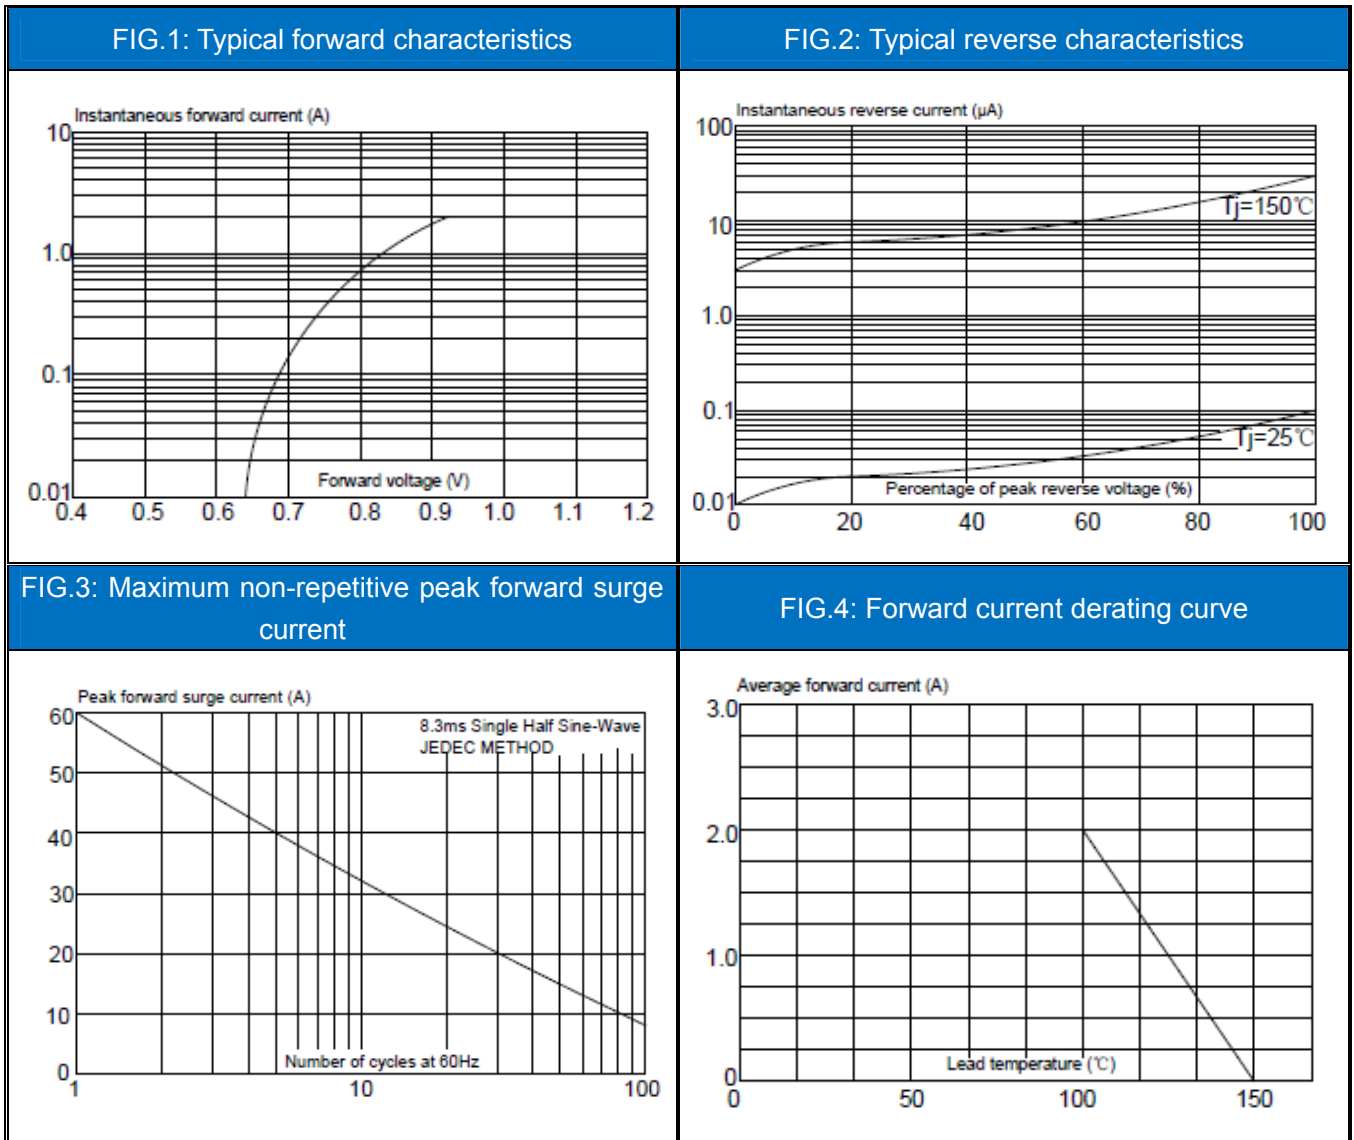 FIG.1: Typical forward characteristics
Instantaneous forward current (A)
10
1.0
0.1
0.01
Forward voltage (V)
0.4 0.5 0.6 0.7 0.8 0.9 1.0 1.1 1.2
FIG.2: Typical reverse characteristics
Instantaneous reverse current (μA)
100
Tj=150℃
10
1.0
0.1
Tj=25℃
0.01
Percentage of peak reverse voltage (%)
0 20 40 60 80 100
FIG.3: Maximum non-repetitive peak forward surge
current
Peak forward surge current (A)
60
8.3ms Single Half Sine-Wave
JEDEC METHOD
50
40
30
20
10
0
Number of cycles at 60Hz
1 10 100
FIG.4: Forward current derating curve
Average forward current (A)
3.0
2.0
1.0
0
Lead temperature (℃)
0 50 100 150